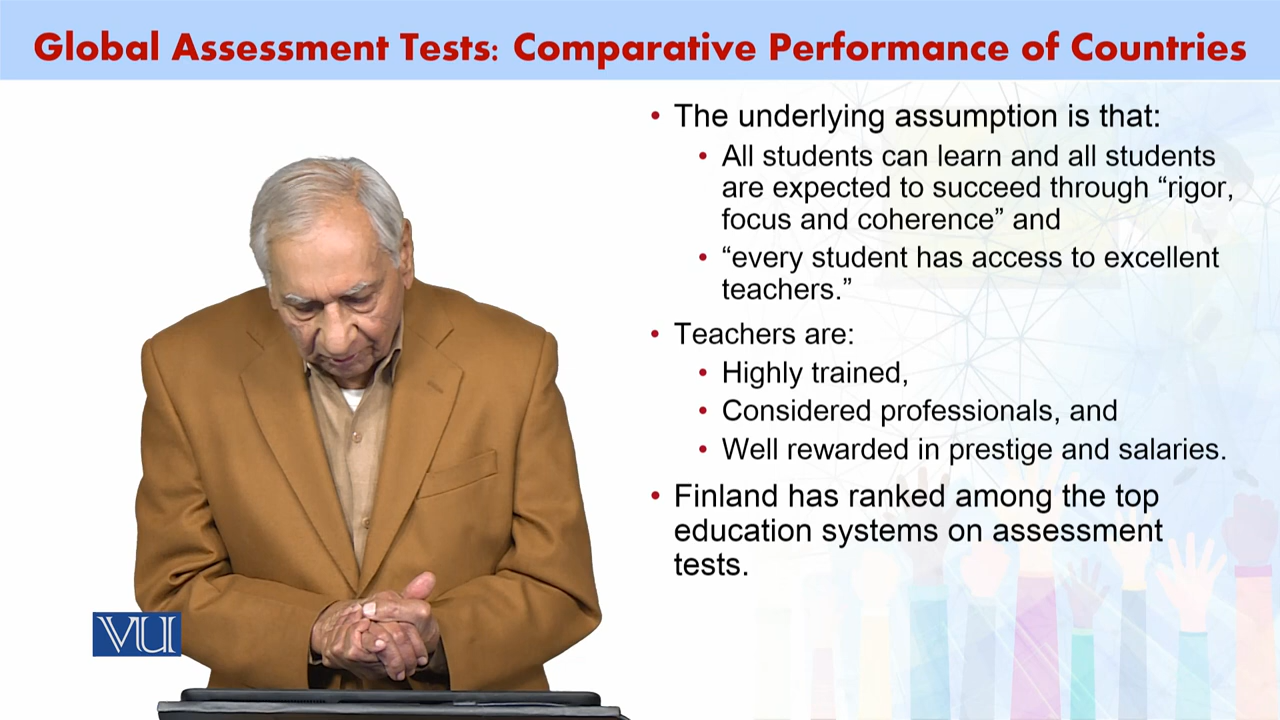 Global Assessment Tests: Comparative Performance of Countries
• The underlying assumption is that:
• All students can learn and all students
are expected to succeed through “rigor,
focus and coherence” and
• “every student has access to excellent
teachers.”
• Teachers are:
• Highly trained,
• Considered professionals, and
• Well rewarded in prestige and salaries.
• Finland has ranked among the top
education systems on assessment
tests.
VU